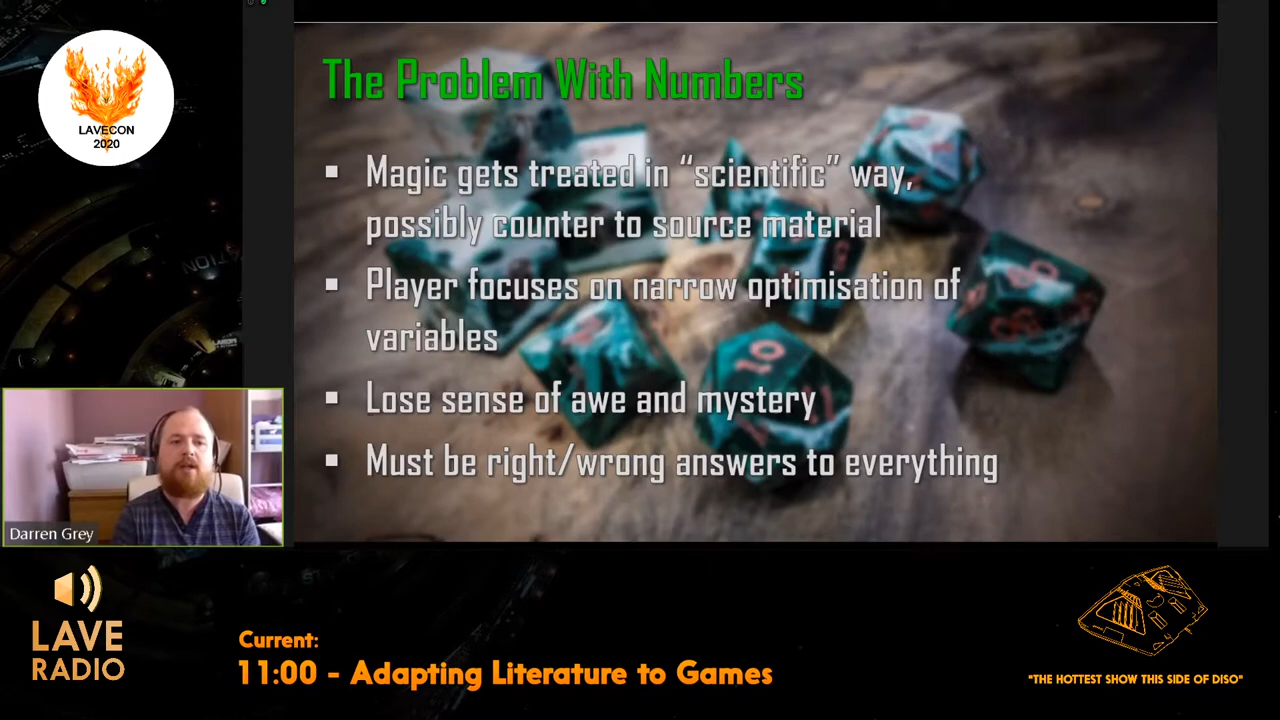 LAVECON
2020
The Problem With Numbers
Magic gets treated in “scientific” way,
possibly counter to source material
Player focuses on narrow optimisation of
variables
Lose sense of awe and mystery
Must be right/wrong answers to everything
10
Darren Grey
LAVE
RADIO
Current:
11:00 - Adapting Literature to Games
"THE HOTTEST SHOW THIS SIDE OF DISO"